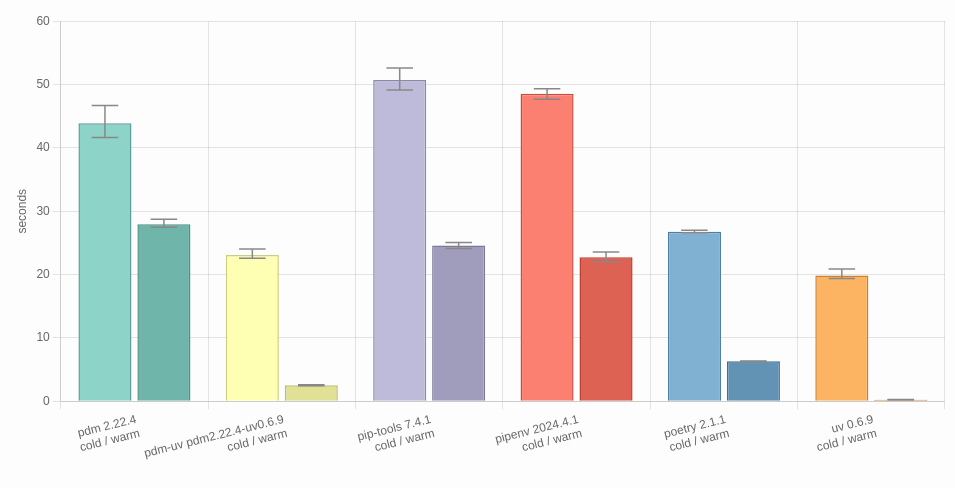 60
50
40
30
20
10
0
seconds
pdm 2.22.4
cold / warm
pdm-uv pdm2.22.4-uv0.6.9
cold / warm
pip-tools 7.4.1
cold / warm
pipenv 2024.4.1
cold / warm
poetry 2.1.1
cold / warm
uv 0.6.9
cold / warm